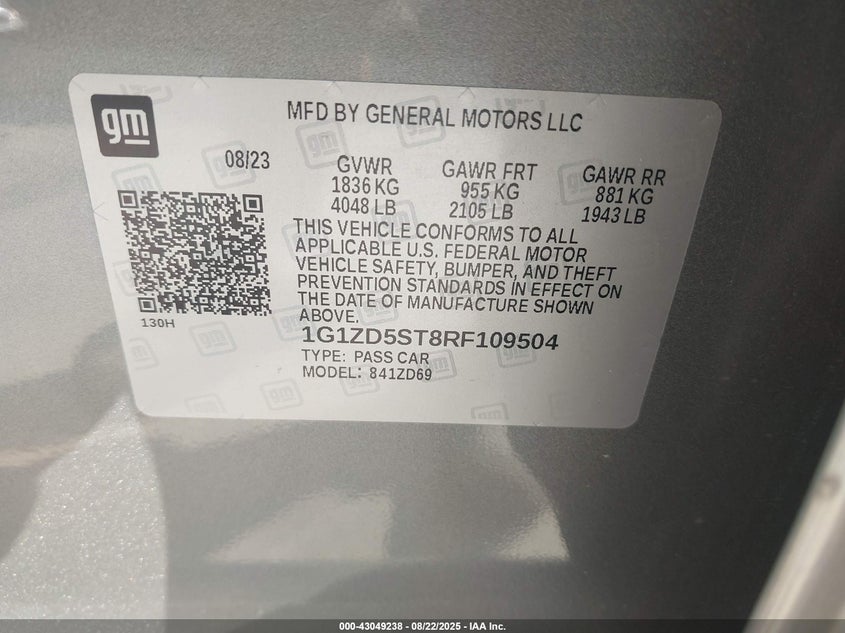 gm
MFD BY GENERAL MOTORS LLC
08/23
GVWR
1836 KG
4048 LB
GAWR FRT
955 KG
2105 LB
GAWR RR
881 KG
1943 LB
THIS VEHICLE CONFORMS TO ALL
APPLICABLE U.S. FEDERAL MOTOR
VEHICLE SAFETY, BUMPER, AND THEFT
PREVENTION STANDARDS IN EFFECT ON
THE DATE OF MANUFACTURE SHOWN
ABOVE.
130H
1G1ZD5ST8RF109504
TYPE: PASS CAR
MODEL: 841ZD69
000-43049238 - 08/22/2025 - IAA Inc.